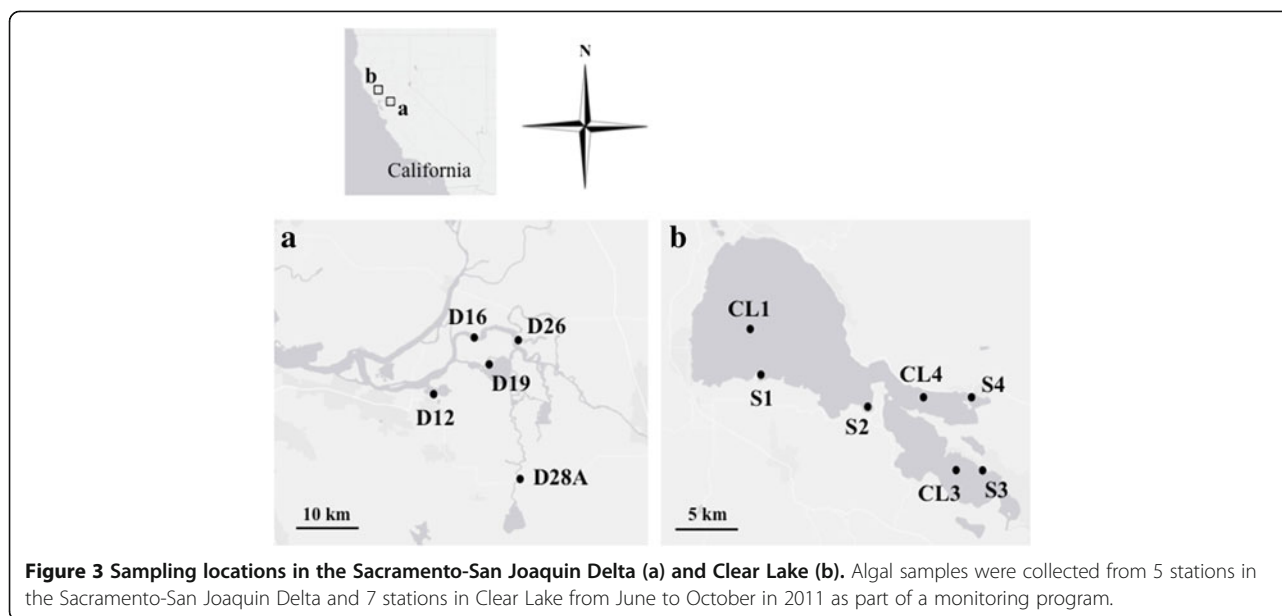 N
b
a
California
a
D16
D26
D19
D12
D28A
10 km
b
CL1
S1
CL4
S4
S2
CL3
S3
5 km
Figure 3 Sampling locations in the Sacramento-San Joaquin Delta (a) and Clear Lake (b). Algal samples were collected from 5 stations in
the Sacramento-San Joaquin Delta and 7 stations in Clear Lake from June to October in 2011 as part of a monitoring program.